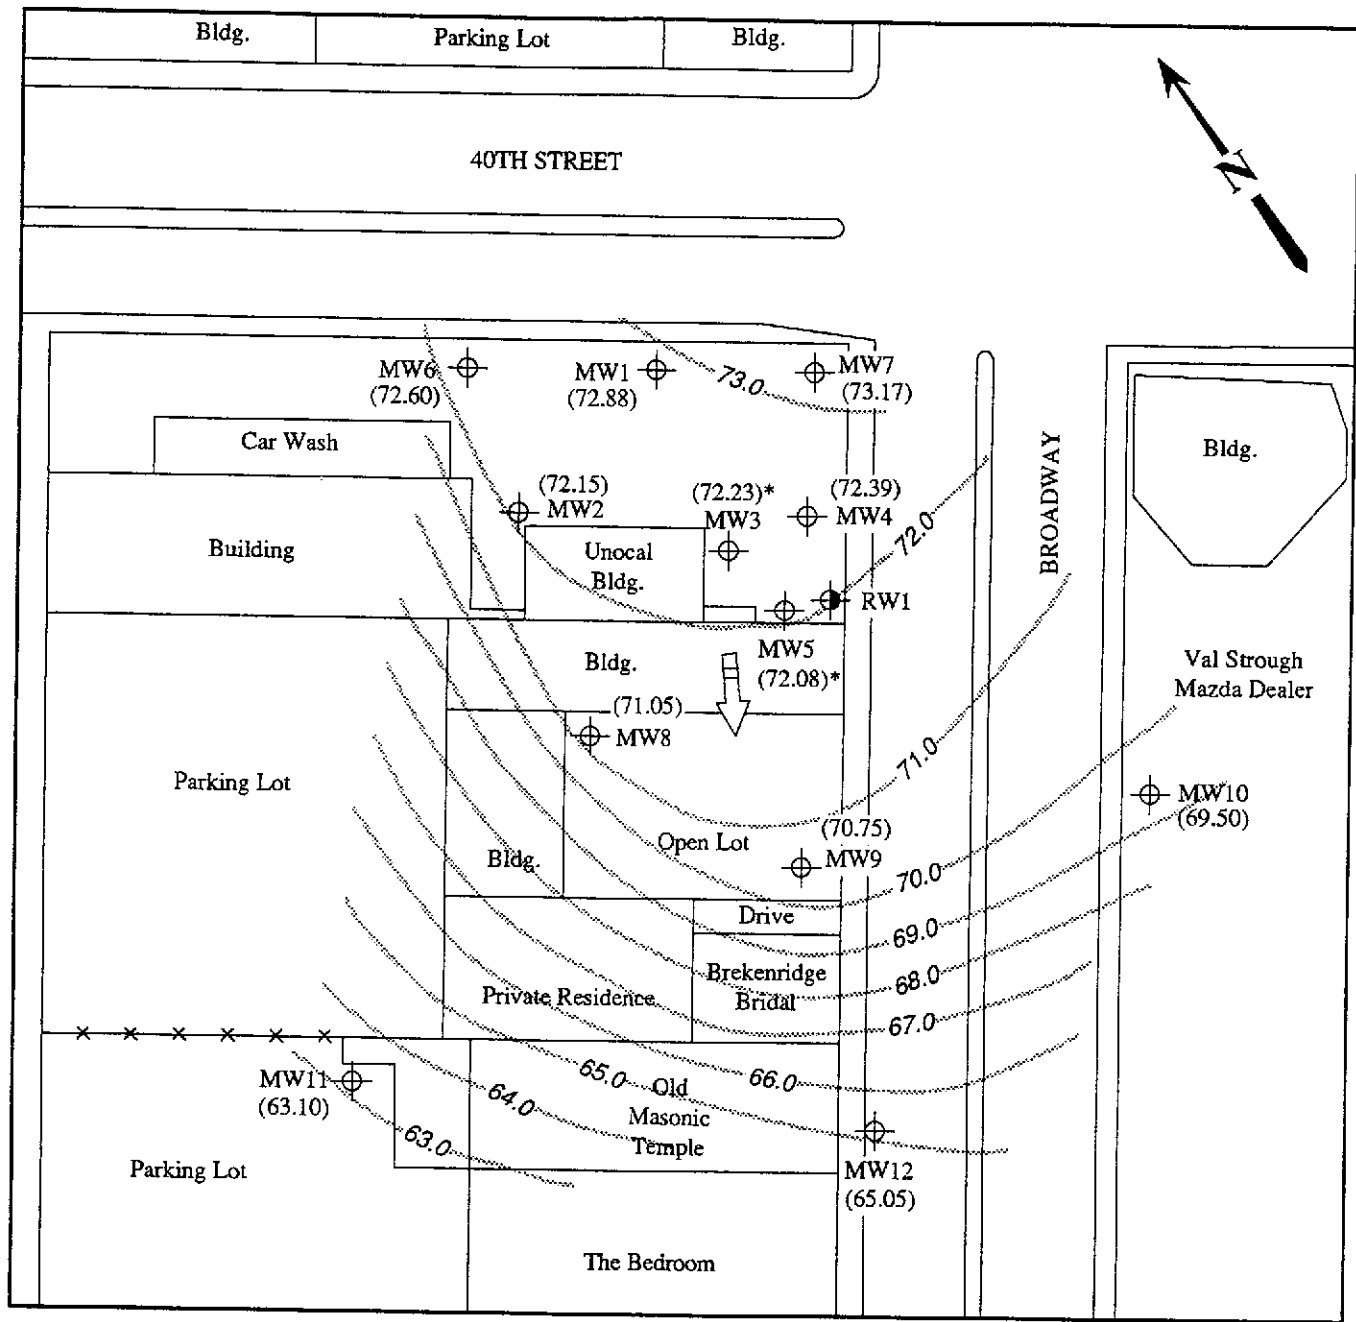 Bldg.
Parking Lot
Bldg.
40TH STREET
N
MW6
(72.60)
MW1
(72.88)
MW7
(73.17)
73.0
Car Wash
Bldg.
BROADWAY
(72.15)
MW2
(72.23)*
MW3
(72.39)
MW4
72.0
Building
Unocal
Bldg.
RW1
MW5
(72.08)*
Bldg.
Val Strough
Mazda Dealer
(71.05)
MW8
71.0
Parking Lot
MW10
(69.50)
Open Lot
(70.75)
MW9
Bldg.
70.0
Drive
69.0
Brekenridge
Bridal
68.0
Private Residence
67.0
MW11
(63.10)
65.0
66.0
64.0
Old
Masonic
Temple
63.0
Parking Lot
MW12
(65.05)
The Bedroom